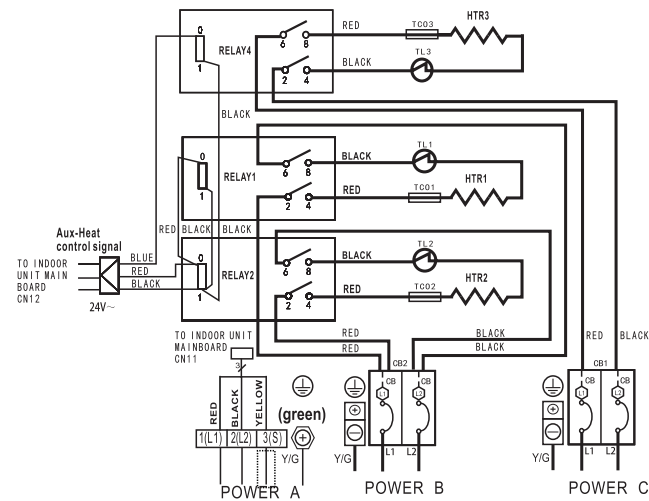 0
1
RELAY4
6
8
2
4
RED
BLACK
TCO3
HTR3
TL3
BLACK
0
1
RELAY1
6
8
2
4
BLACK
RED
TL1
TCO1
HTR1
RED
BLACK
BLACK
0
1
RELAY2
6
8
2
4
BLACK
RED
TL2
TCO2
HTR2
Aux-Heat
control signal
TO INDOOR
UNIT MAIN
BOARD
CN12
BLUE
RED
BLACK
24V~
TO INDOOR UNIT
MAINBOARD
CN11
3
RED
BLACK
YELLOW
(green)
1(L1)
2(L2)
3(S)
Y/G
POWER A
RED
RED
BLACK
BLACK
CB2
CB
CB
L1
L2
Y/G
L1
L2
POWER B
RED
BLACK
CB1
CB
CB
L1
L2
Y/G
L1
L2
POWER C